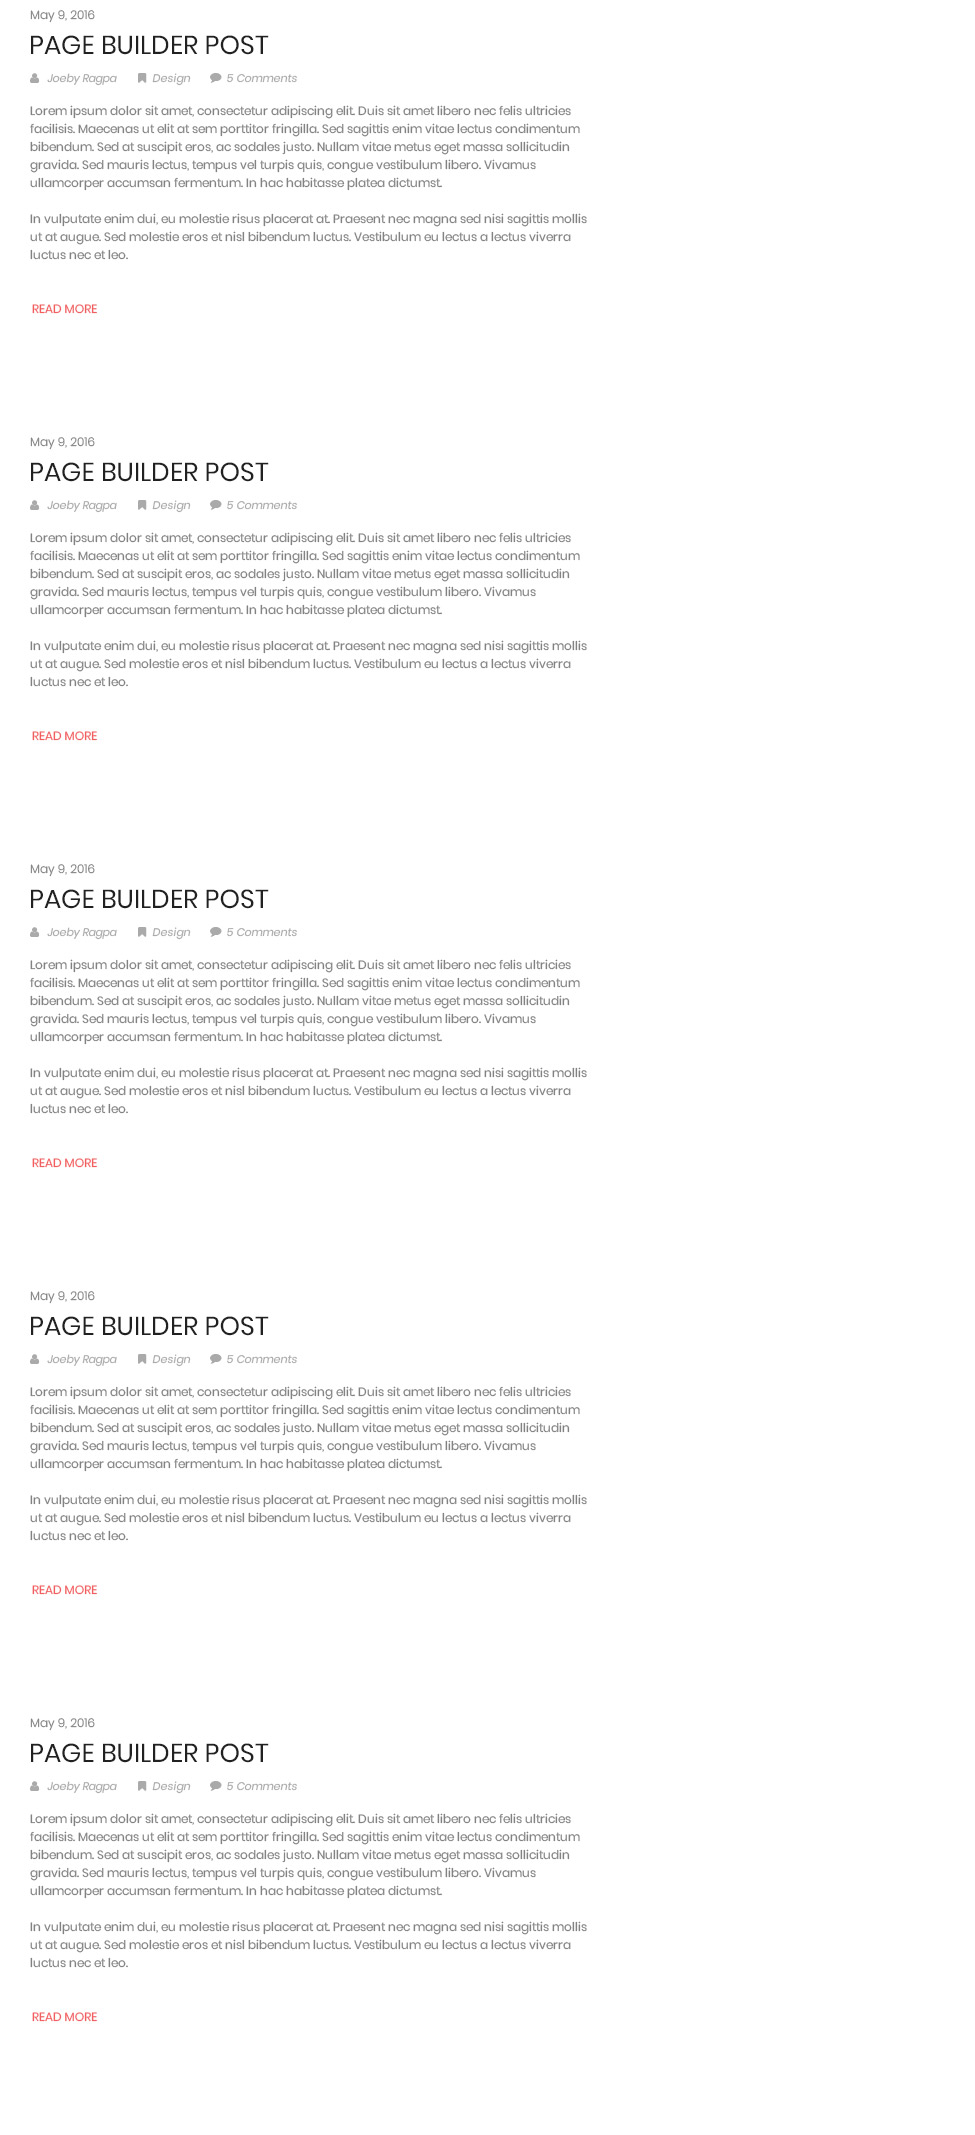 May 9, 2016
PAGE BUILDER POST
Joeby Ragpa Design 5 Comments
Lorem ipsum dolor sit amet, consectetur adipiscing elit. Duis sit amet libero nec felis ultricies
facilisis. Maecenas ut elit at sem porttitor fringilla. Sed sagittis enim vitae lectus condimentum
bibendum. Sed at suscipit eros, ac sodales justo. Nullam vitae metus eget massa sollicitudin
gravida. Sed mauris lectus, tempus vel turpis quis, congue vestibulum libero. Vivamus
ullamcorper accumsan fermentum. In hac habitasse platea dictumst.
In vulputate enim dui, eu molestie risus placerat at. Praesent nec magna sed nisi sagittis mollis
ut at augue. Sed molestie eros et nisl bibendum luctus. Vestibulum eu lectus a lectus viverra
luctus nec et leo.
READ MORE
May 9, 2016
PAGE BUILDER POST
Joeby Ragpa Design 5 Comments
Lorem ipsum dolor sit amet, consectetur adipiscing elit. Duis sit amet libero nec felis ultricies
facilisis. Maecenas ut elit at sem porttitor fringilla. Sed sagittis enim vitae lectus condimentum
bibendum. Sed at suscipit eros, ac sodales justo. Nullam vitae metus eget massa sollicitudin
gravida. Sed mauris lectus, tempus vel turpis quis, congue vestibulum libero. Vivamus
ullamcorper accumsan fermentum. In hac habitasse platea dictumst.
In vulputate enim dui, eu molestie risus placerat at. Praesent nec magna sed nisi sagittis mollis
ut at augue. Sed molestie eros et nisl bibendum luctus. Vestibulum eu lectus a lectus viverra
luctus nec et leo.
READ MORE
May 9, 2016
PAGE BUILDER POST
Joeby Ragpa Design 5 Comments
Lorem ipsum dolor sit amet, consectetur adipiscing elit. Duis sit amet libero nec felis ultricies
facilisis. Maecenas ut elit at sem porttitor fringilla. Sed sagittis enim vitae lectus condimentum
bibendum. Sed at suscipit eros, ac sodales justo. Nullam vitae metus eget massa sollicitudin
gravida. Sed mauris lectus, tempus vel turpis quis, congue vestibulum libero. Vivamus
ullamcorper accumsan fermentum. In hac habitasse platea dictumst.
In vulputate enim dui, eu molestie risus placerat at. Praesent nec magna sed nisi sagittis mollis
ut at augue. Sed molestie eros et nisl bibendum luctus. Vestibulum eu lectus a lectus viverra
luctus nec et leo.
READ MORE
May 9, 2016
PAGE BUILDER POST
Joeby Ragpa Design 5 Comments
Lorem ipsum dolor sit amet, consectetur adipiscing elit. Duis sit amet libero nec felis ultricies
facilisis. Maecenas ut elit at sem porttitor fringilla. Sed sagittis enim vitae lectus condimentum
bibendum. Sed at suscipit eros, ac sodales justo. Nullam vitae metus eget massa sollicitudin
gravida. Sed mauris lectus, tempus vel turpis quis, congue vestibulum libero. Vivamus
ullamcorper accumsan fermentum. In hac habitasse platea dictumst.
In vulputate enim dui, eu molestie risus placerat at. Praesent nec magna sed nisi sagittis mollis
ut at augue. Sed molestie eros et nisl bibendum luctus. Vestibulum eu lectus a lectus viverra
luctus nec et leo.
READ MORE
May 9, 2016
PAGE BUILDER POST
Joeby Ragpa Design 5 Comments
Lorem ipsum dolor sit amet, consectetur adipiscing elit. Duis sit amet libero nec felis ultricies
facilisis. Maecenas ut elit at sem porttitor fringilla. Sed sagittis enim vitae lectus condimentum
bibendum. Sed at suscipit eros, ac sodales justo. Nullam vitae metus eget massa sollicitudin
gravida. Sed mauris lectus, tempus vel turpis quis, congue vestibulum libero. Vivamus
ullamcorper accumsan fermentum. In hac habitasse platea dictumst.
In vulputate enim dui, eu molestie risus placerat at. Praesent nec magna sed nisi sagittis mollis
ut at augue. Sed molestie eros et nisl bibendum luctus. Vestibulum eu lectus a lectus viverra
luctus nec et leo.
READ MORE